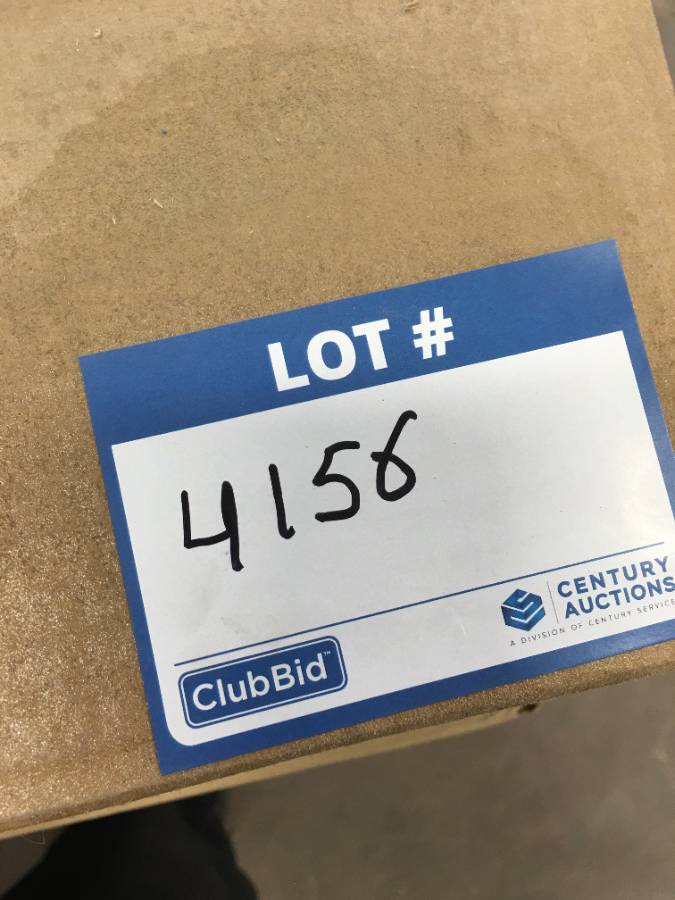 LOT #
4156
CENTURY
AUCTIONS
A DIVISION OF CENTURY SERVICE
ClubBid™